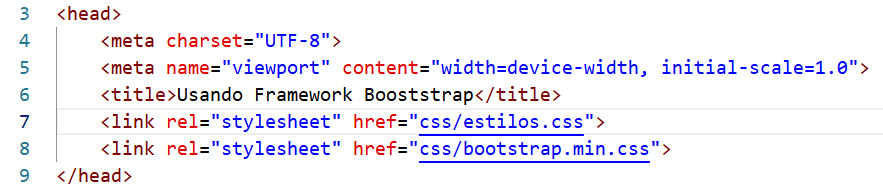 3 <head>
4 <meta charset="UTF-8">
5 <meta name="viewport" content="width=device-width, initial-scale=1.0">
6 <title>Usando Framework Booststrap</title>
7 <link rel="stylesheet" href="css/estilos.css">
8 <link rel="stylesheet" href="css/bootstrap.min.css">
9 </head>